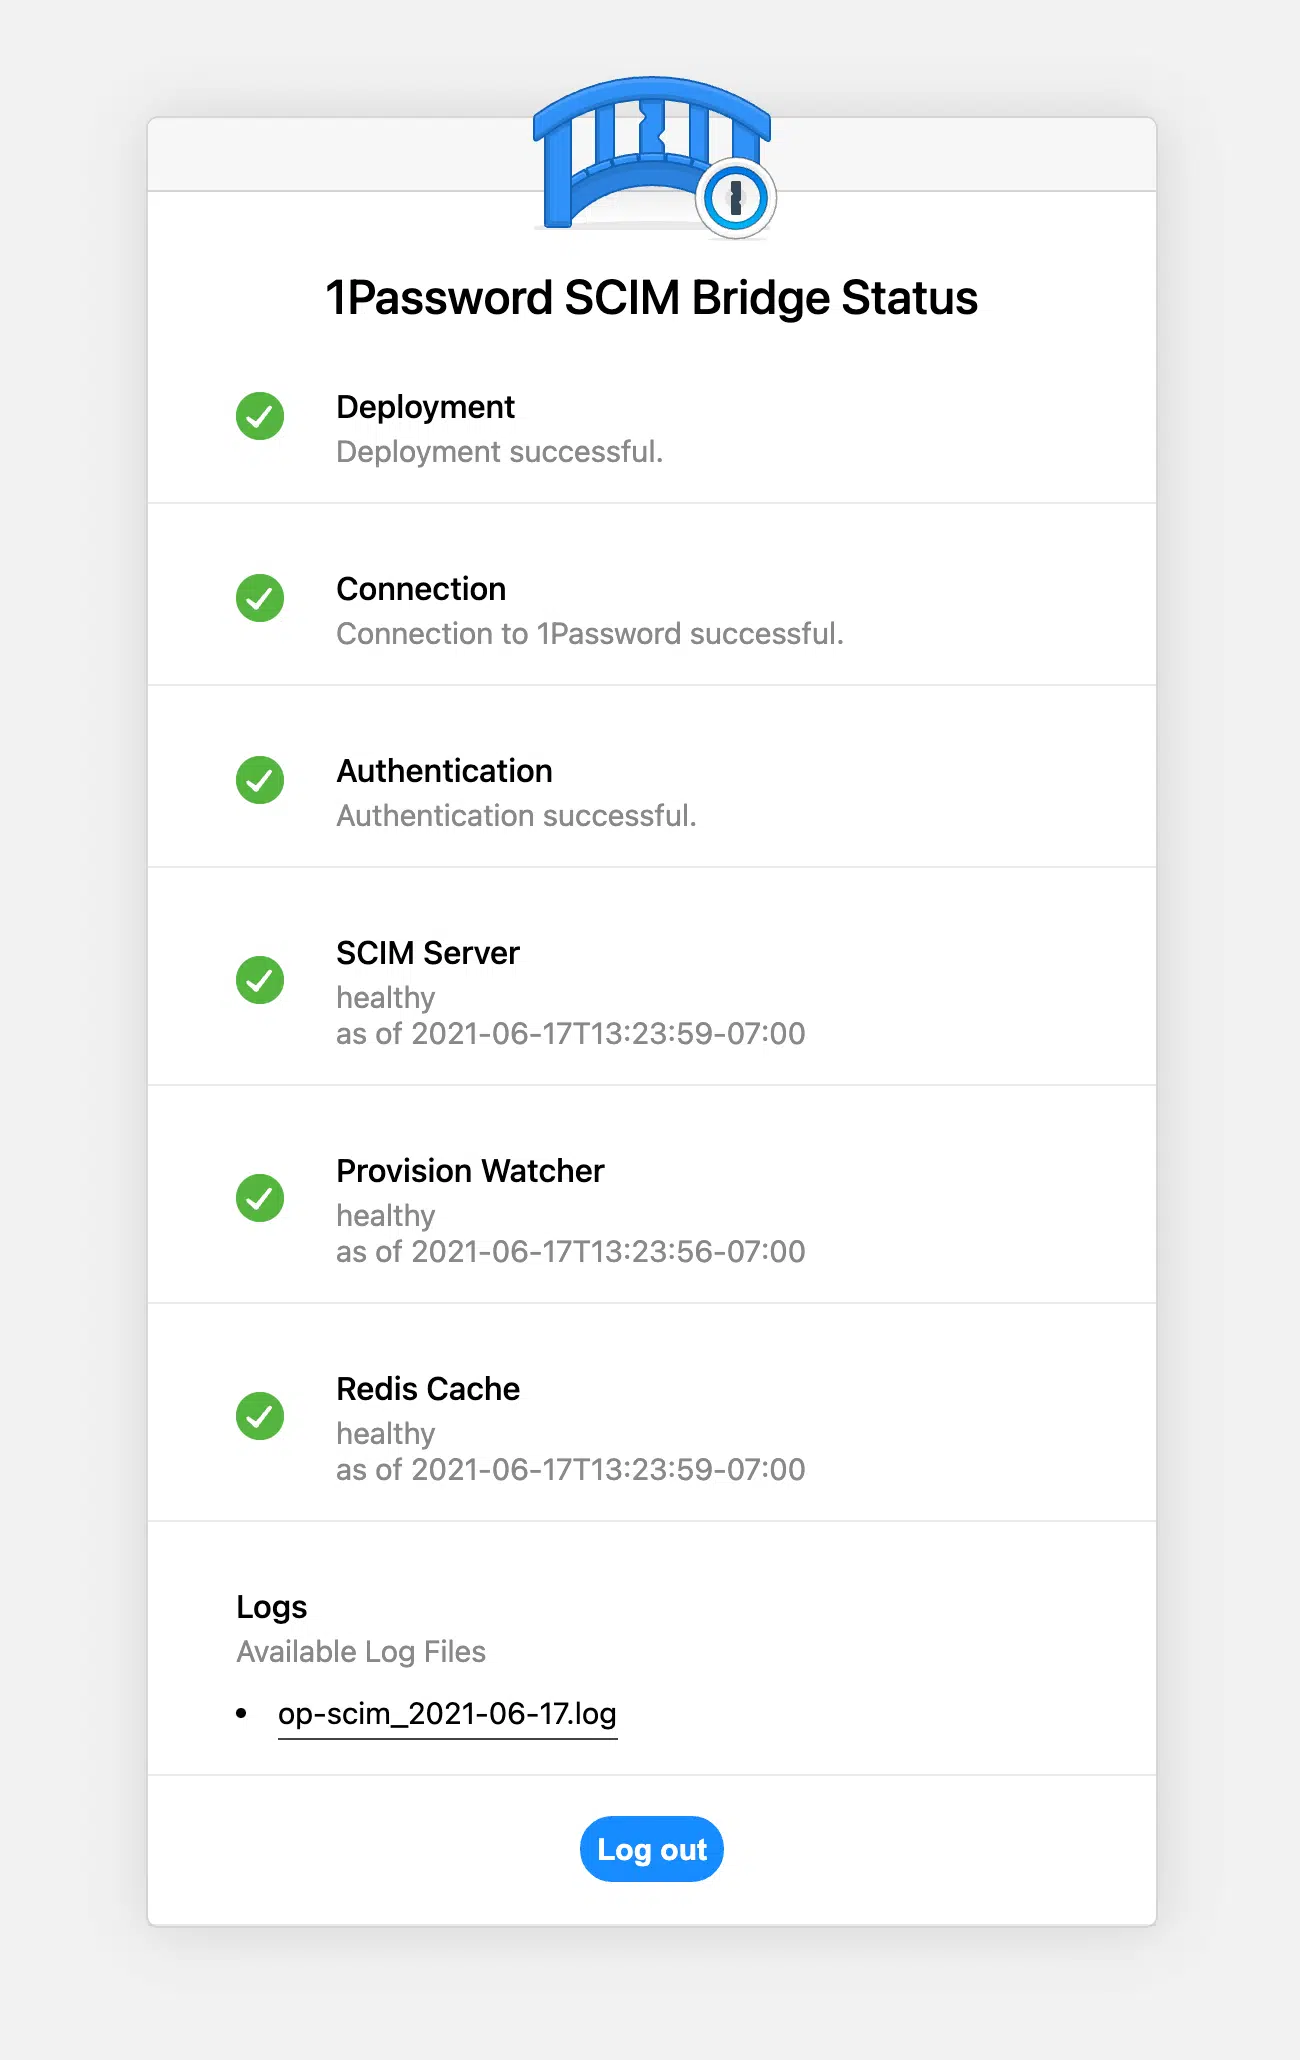 1Password SCIM Bridge Status
Deployment
Deployment successful.
Connection
Connection to 1Password successful.
Authentication
Authentication successful.
SCIM Server
healthy
as of 2021-06-17T13:23:59-07:00
Provision Watcher
healthy
as of 2021-06-17T13:23:56-07:00
Redis Cache
healthy
as of 2021-06-17T13:23:59-07:00
Logs
Available Log Files
• op-scim_2021-06-17.log
Log out